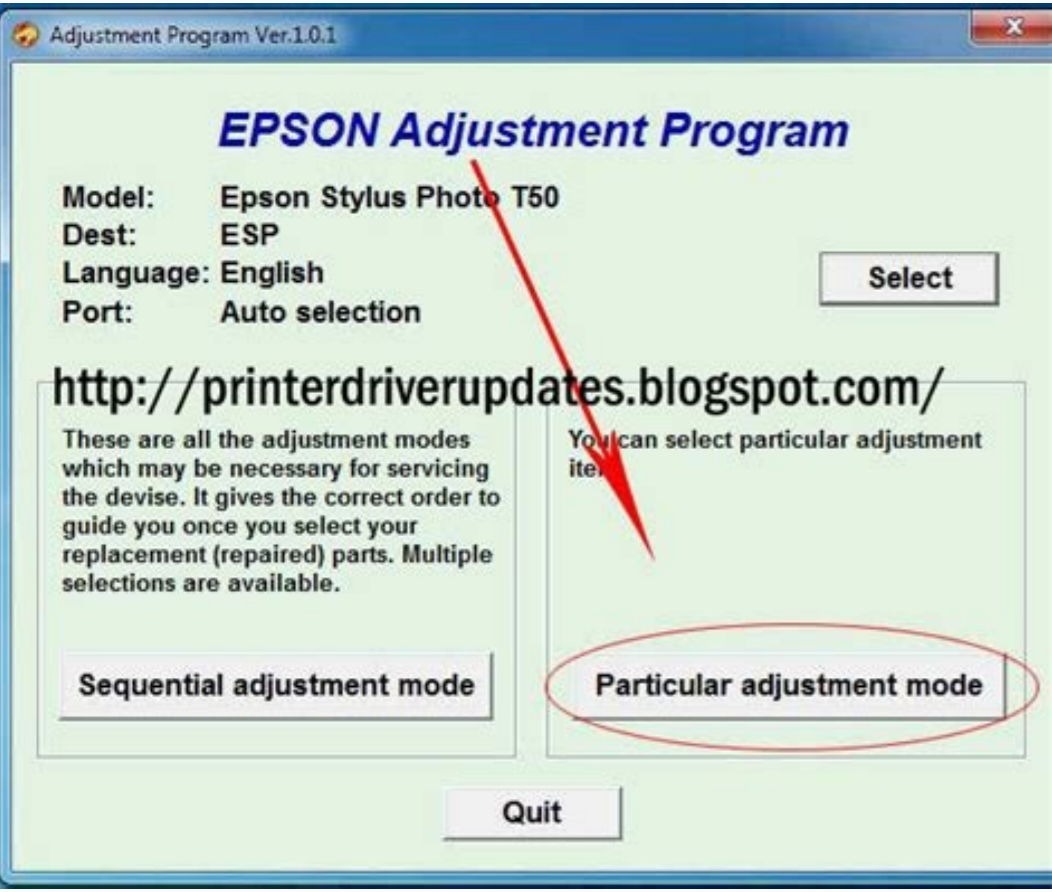 Adjustment Program Ver.1.0.1
EPSON Adjustment Program
Model: Epson Stylus Photo T50
Dest: ESP
Language: English
Port: Auto selection
Select
http://printerdriverupdates.blogspot.com/
These are all the adjustment modes
which may be necessary for servicing
the devise. It gives the correct order to
guide you once you select your
replacement (repaired) parts. Multiple
selections are available.
Sequential adjustment mode
You can select particular adjustment
Particular adjustment mode
Quit